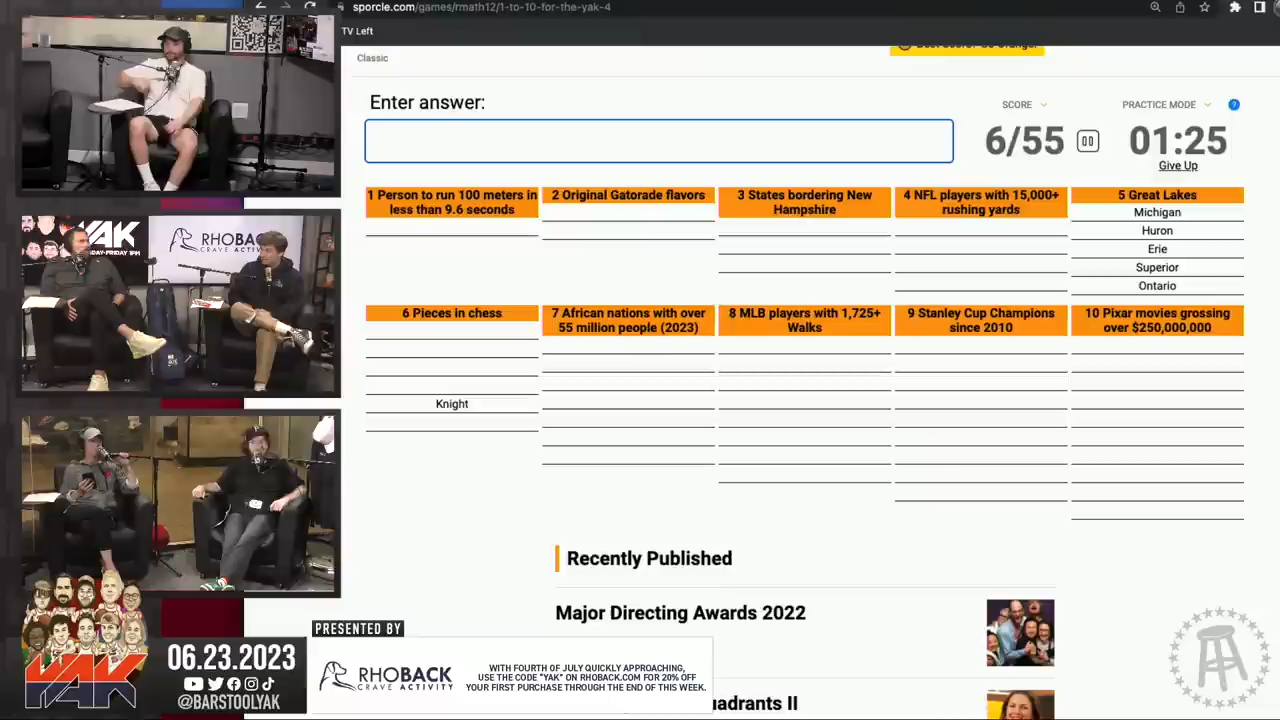 sporcle.com/games/rmath12/1-to-10-for-the-yak-4
TV Left
Classic
Enter answer:
SCORE
PRACTICE MODE
?
6/55
01:25
Give Up
1 Person to run 100 meters in
less than 9.6 seconds
2 Original Gatorade flavors
3 States bordering New
Hampshire
4 NFL players with 15,000+
rushing yards
5 Great Lakes
Michigan
Huron
Erie
Superior
Ontario
6 Pieces in chess
Knight
7 African nations with over
55 million people (2023)
8 MLB players with 1,725+
Walks
9 Stanley Cup Champions
since 2010
10 Pixar movies grossing
over $250,000,000
Recently Published
Major Directing Awards 2022
uadrants II
YAK
RHOBAC
CRAVE ACTIV
YAK
06.23.2023
@BARSTOOLYAK
PRESENTED BY
RHOBACK
CRAVE ACTIVITY
WITH FOURTH OF JULY QUICKLY APPROACHING,
USE THE CODE "YAK" ON RHOBACK.COM FOR 20% OFF
YOUR FIRST PURCHASE THROUGH THE END OF THIS WEEK.